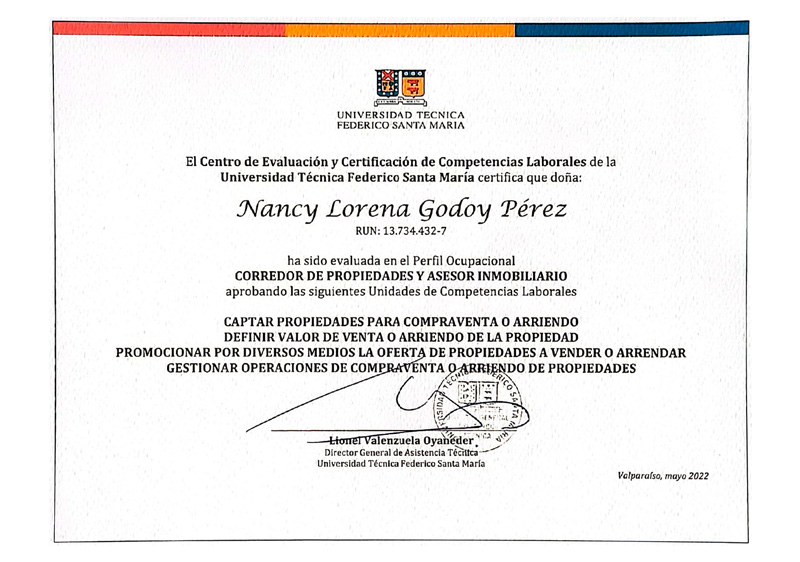 UNIVERSIDAD TECNICA
FEDERICO SANTA MARIA
El Centro de Evaluación y Certificación de Competencias Laborales de la
Universidad Técnica Federico Santa María certifica que doña:
Nancy Lorena Godoy Pérez
RUN: 13.734.432-7
ha sido evaluada en el Perfil Ocupacional
CORREDOR DE PROPIEDADES Y ASESOR INMOBILIARIO
aprobando las siguientes Unidades de Competencias Laborales
CAPTAR PROPIEDADES PARA COMPRAVENTA O ARRIENDO
DEFINIR VALOR DE VENTA O ARRIENDO DE LA PROPIEDAD
PROMOCIONAR POR DIVERSOS MEDIOS LA OFERTA DE PROPIEDADES A VENDER O ARRENDAR
GESTIONAR OPERACIONES DE COMPRAVENTA O ARRIENDO DE PROPIEDADES
Lionel Valenzuela Oyaneder
Director General de Asistencia Técnica
Universidad Técnica Federico Santa María
Valparaíso, mayo 2022